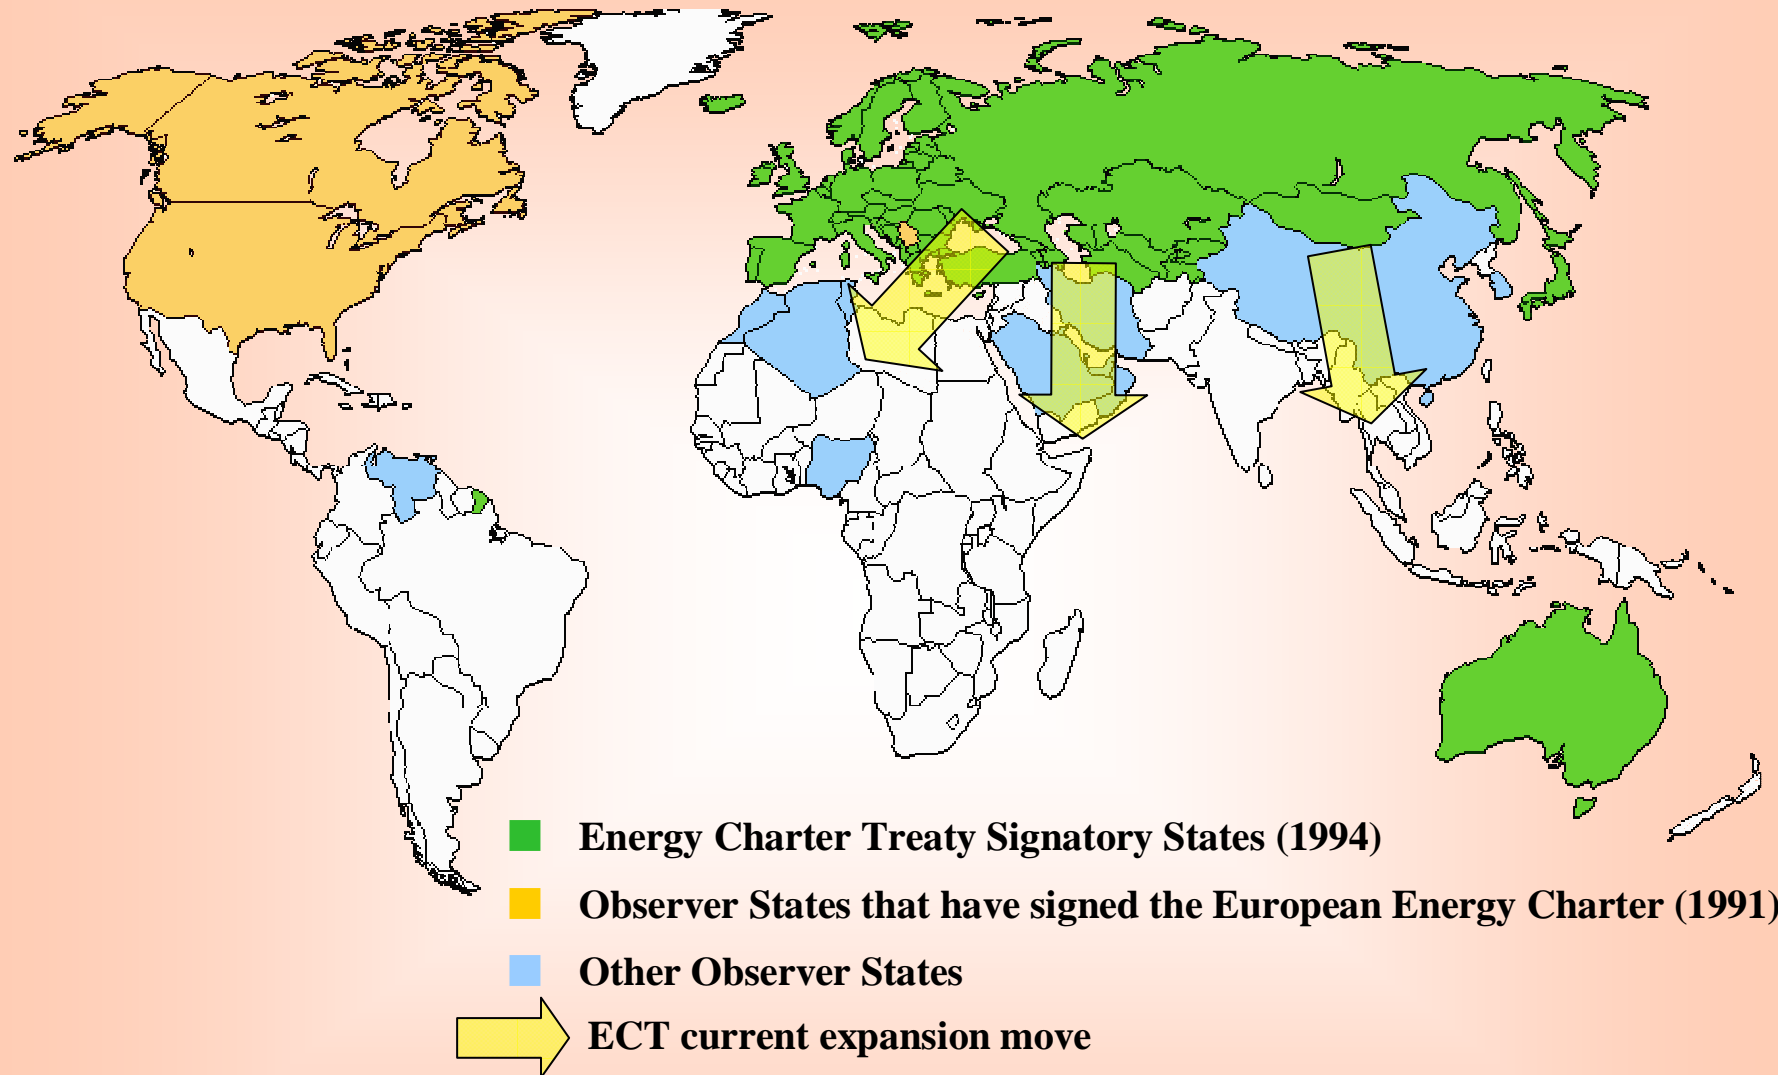 Energy Charter Treaty Signatory States (1994)
Observer States that have signed the European Energy Charter (1991)
Other Observer States
ECT current expansion move